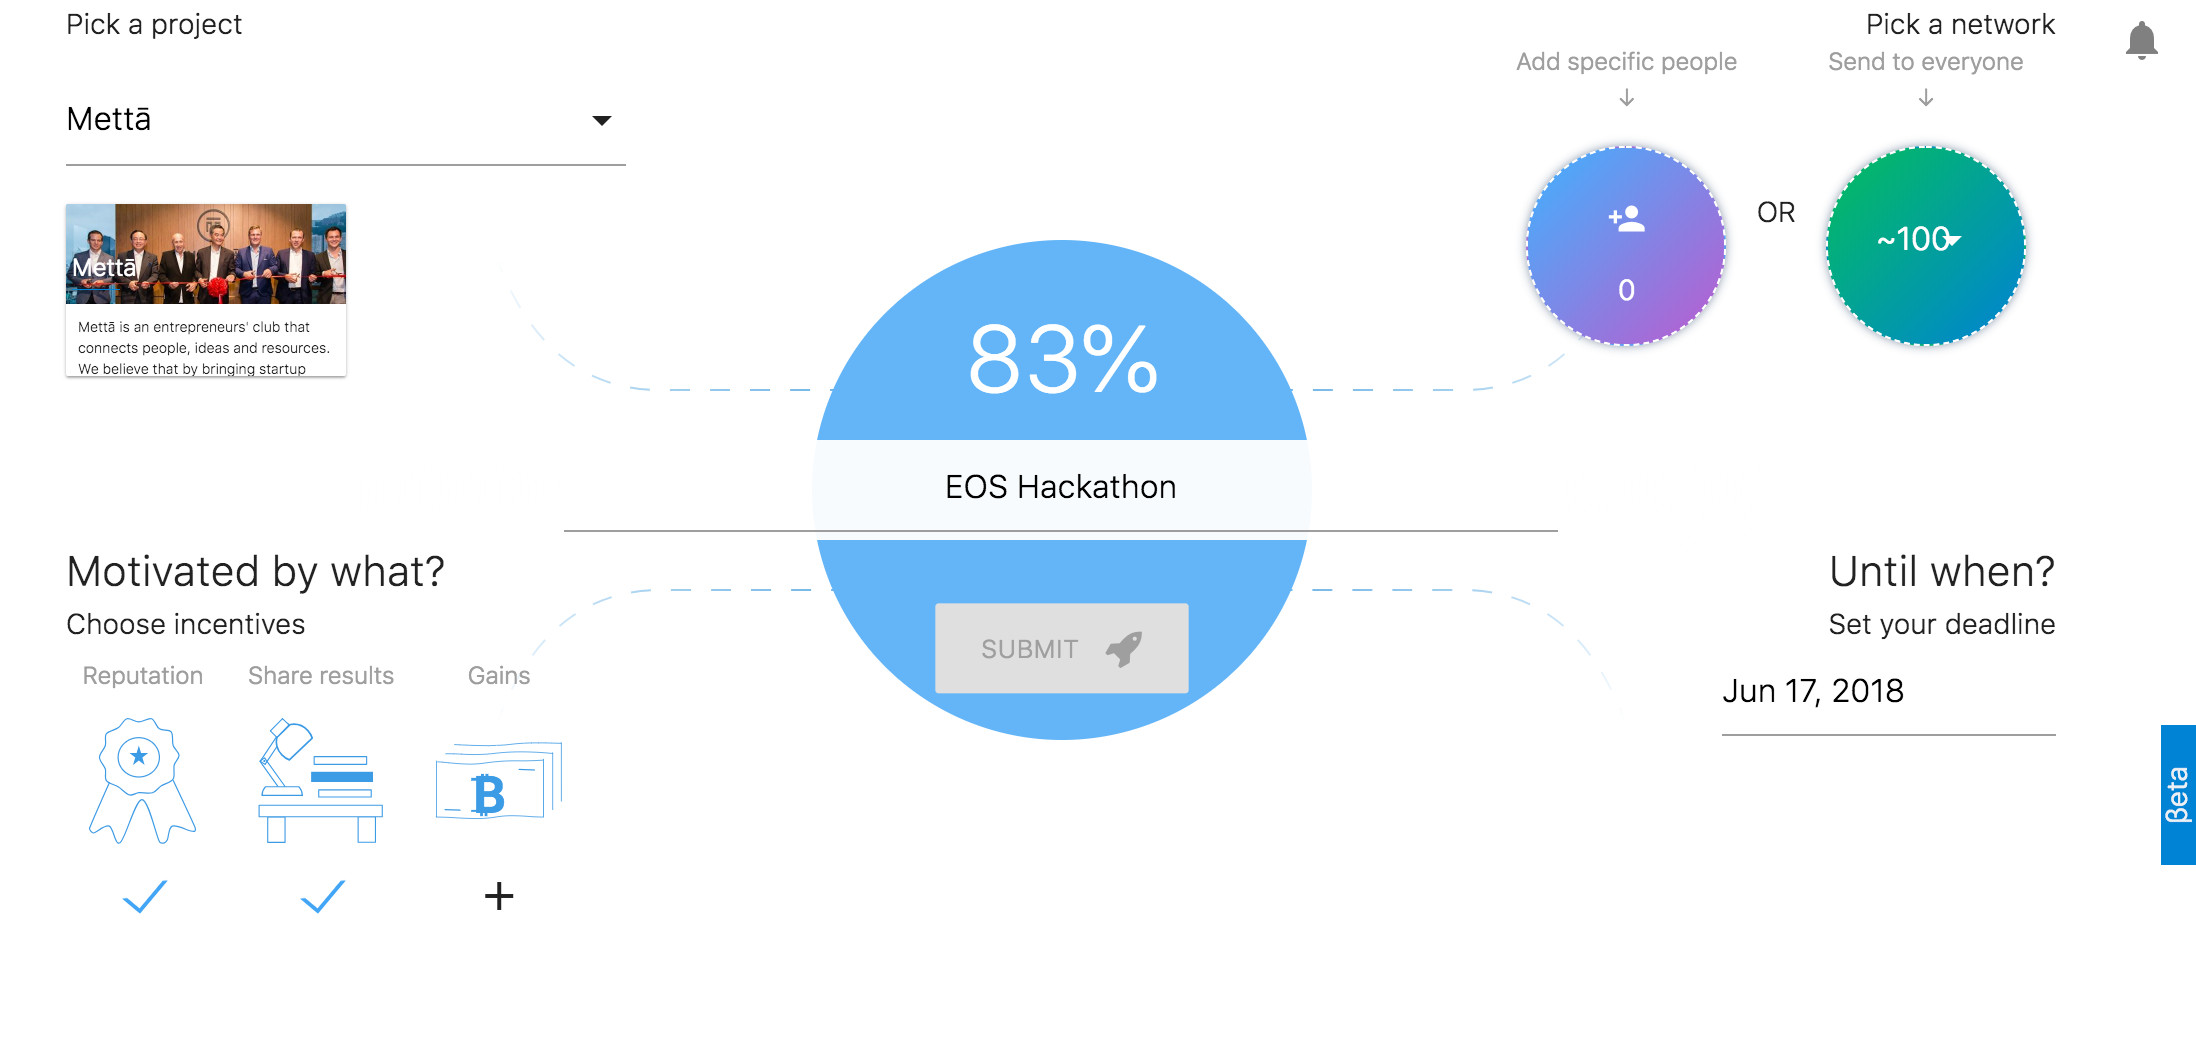 Pick a project
Pick a network
Add specific people
Send to everyone
Mettā
OR
~100
0
Mettā
Mettā is an entrepreneurs' club that
connects people, ideas and resources.
We believe that by bringing startup
83%
EOS Hackathon
SUBMIT
Motivated by what?
Choose incentives
Reputation
Share results
Gains
Until when?
Set your deadline
Jun 17, 2018
βeta